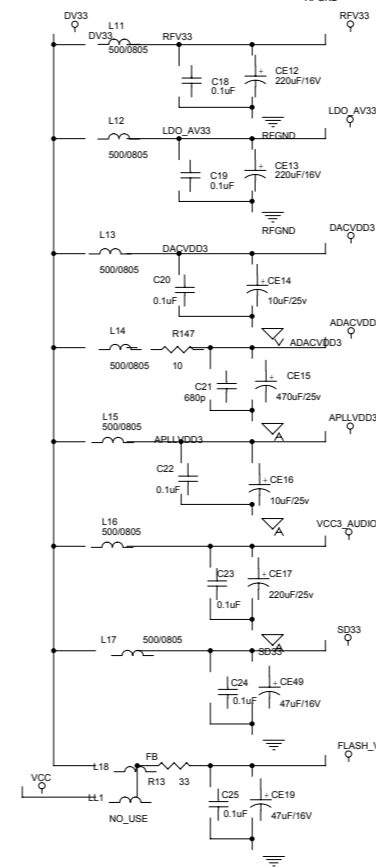 RFGND
DV33
L11
RFV33
DV33
RFV33
500/0805
C18
0.1uF
CE12
220uF/16V
L12
LDO_AV33
LDO_AV33
RFGND
500/0805
C19
0.1uF
CE13
220uF/16V
RFGND
L13
DACVDD3
DACVDD3
500/0805
C20
0.1uF
CE14
10uF/25v
L14
R147
ADACVDD
V
ADACVDD3
500/0805
10
C21
680p
CE15
470uF/25v
L15
500/0805
APLLVDD3
A
APLLVDD3
C22
0.1uF
CE16
10uF/25v
L16
500/0805
A
VCC3_AUDIO
C23
0.1uF
CE17
220uF/25v
L17
500/0805
A
SD33
SD33
C24
0.1uF
CE49
47uF/16V
FLASH_V
VCC
L18
FB
R13
33
LL1
NO_USE
C25
0.1uF
CE19
47uF/16V